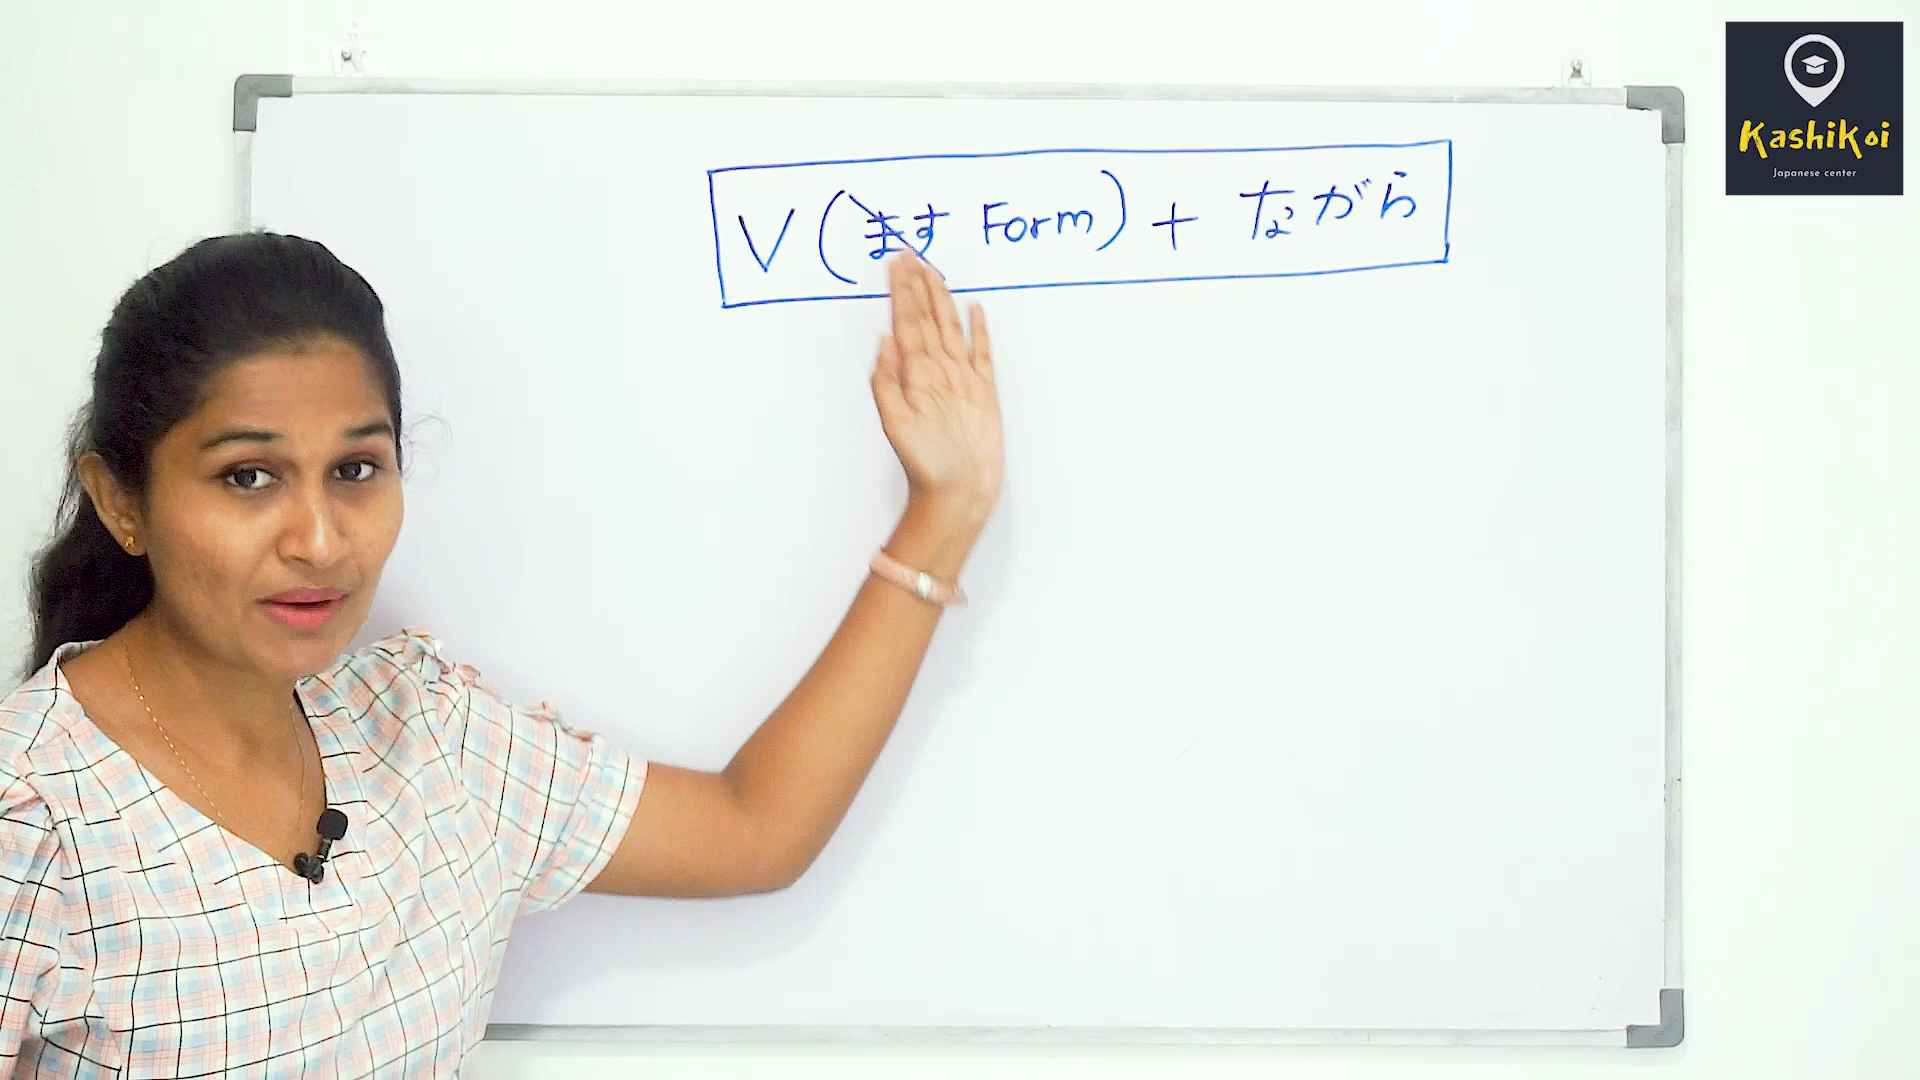 V (ます Form) + ながら
Kashikoi
Japanese center